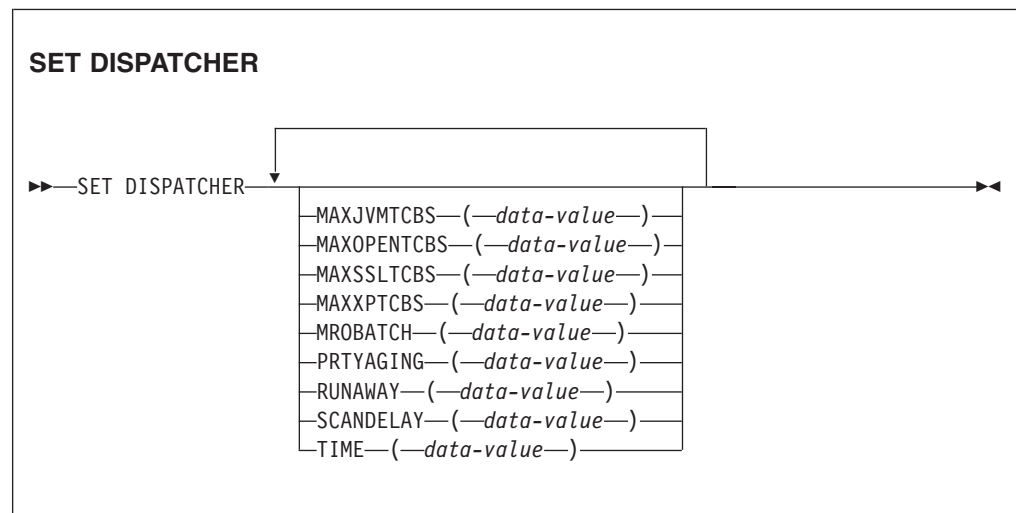 SET DISPATCHER
SET DISPATCHER
MAXJVMTCBS ( data-value )
MAXOPENTCBS ( data-value )
MAXSSLTCBS ( data-value )
MAXXPTCBS ( data-value )
MROBATCH ( data-value )
PRTYAGING ( data-value )
RUNAWAY ( data-value )
SCANDELAY ( data-value )
TIME ( data-value )